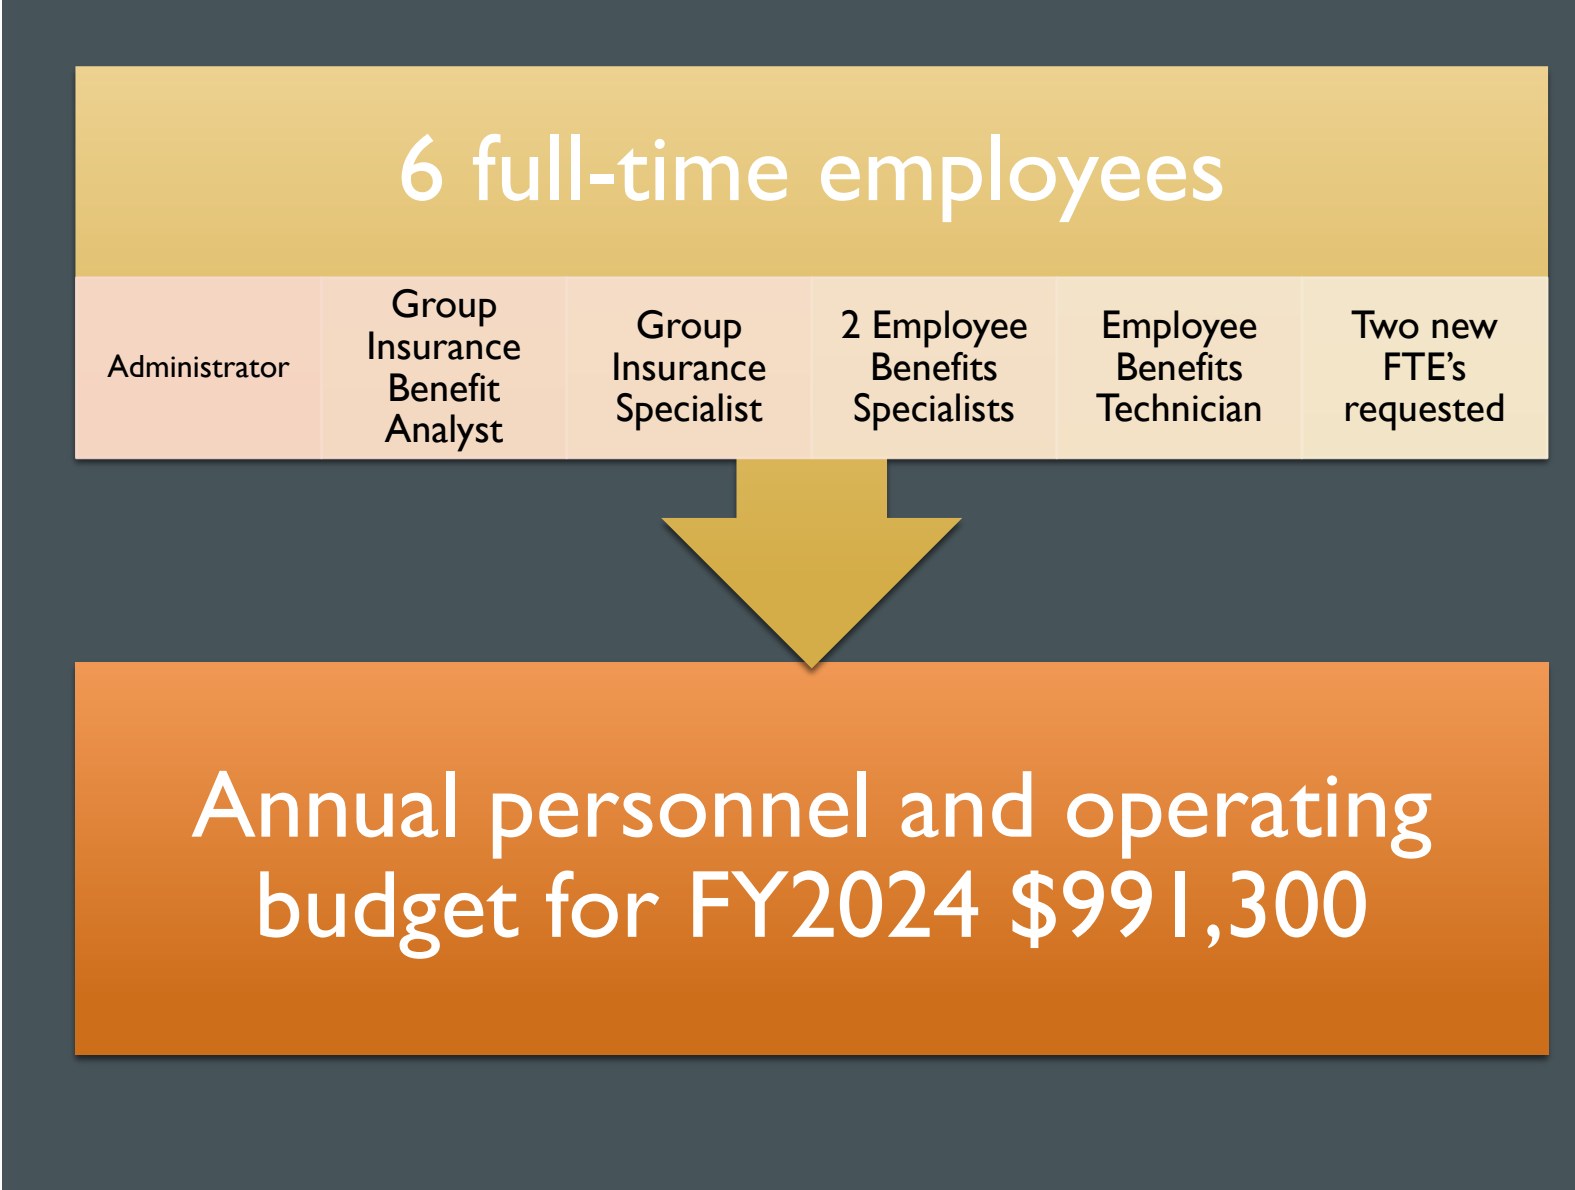 6 full-time employees
Administrator
Group
Insurance
Benefit
Analyst
Group
Insurance
Specialist
2 Employee
Benefits
Specialists
Employee
Benefits
Technician
Two new
FTE’s
requested
Annual personnel and operating
budget for FY2024 $991,300